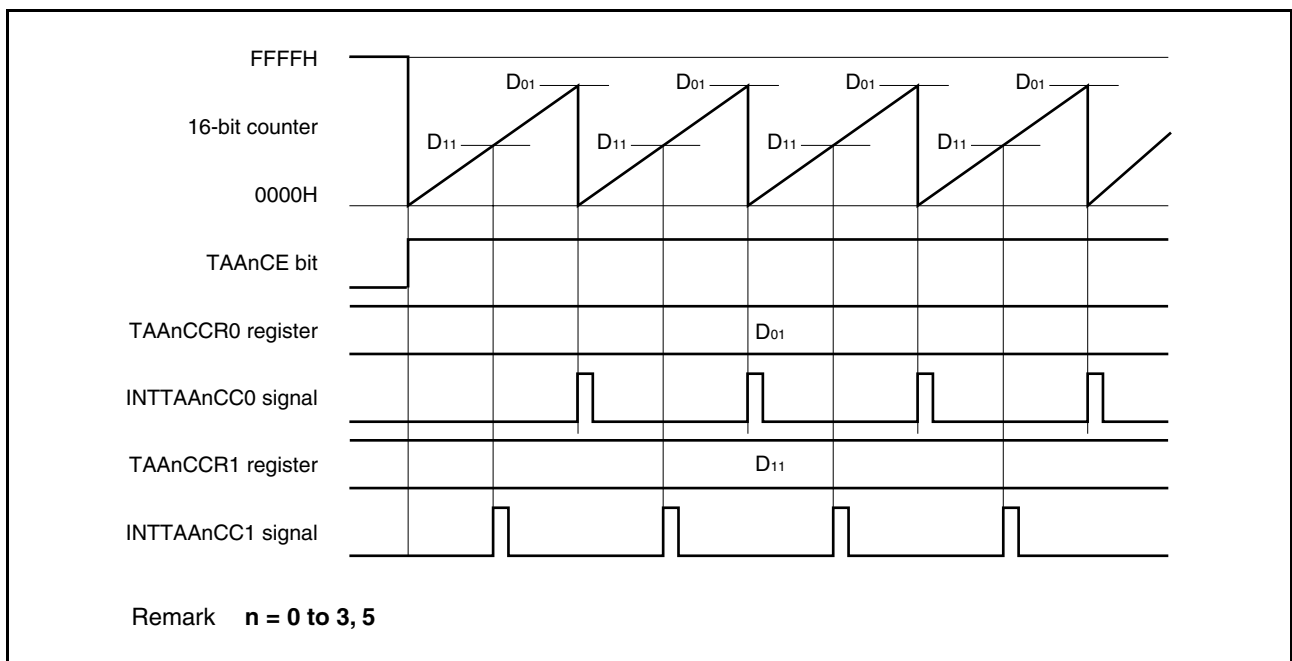 FFFFH
D01 D01 D01 D01
16-bit counter
D11 D11 D11 D11
0000H
TAAnCE bit
TAAnCCR0 register D01
INTTAAnCC0 signal
TAAnCCR1 register D11
INTTAAnCC1 signal
Remark n = 0 to 3, 5